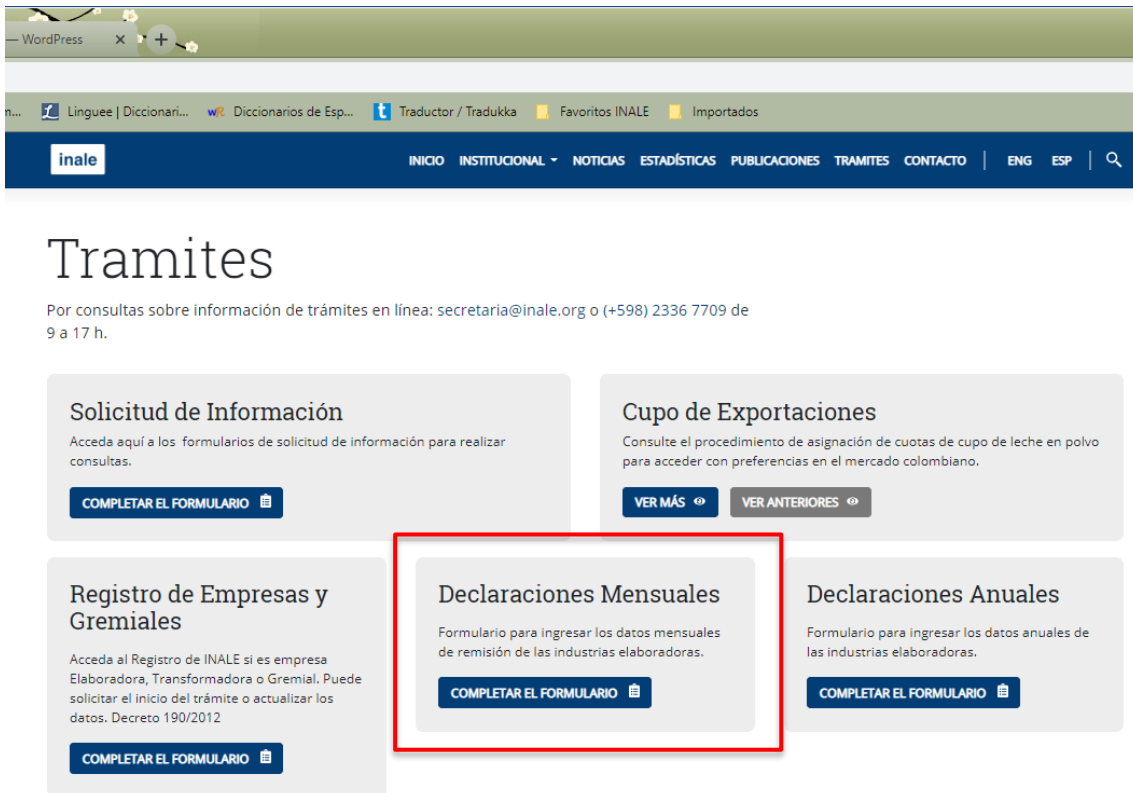 — WordPress
Linguee | Diccionari...
Diccionarios de Esp...
Traductor / Tradukka
Favoritos INALE
Importados
inale
INICIO INSTITUCIONAL NOTICIAS ESTADÍSTICAS PUBLICACIONES TRAMITES CONTACTO | ENG ESP |
Tramites
Por consultas sobre información de trámites en línea: secretaria@inale.org o (+598) 2336 7709 de
9 a 17 h.
Solicitud de Información
Acceda aquí a los formularios de solicitud de información para realizar
consultas.
COMPLETAR EL FORMULARIO
Cupo de Exportaciones
Consulte el procedimiento de asignación de cuotas de cupo de leche en polvo
para acceder con preferencias en el mercado colombiano.
VER MÁS
VER ANTERIORES
Registro de Empresas y
Gremiales
Acceda al Registro de INALE si es empresa
Elaboradora, Transformadora o Gremial. Puede
solicitar el inicio del trámite o actualizar los
datos. Decreto 190/2012
COMPLETAR EL FORMULARIO
Declaraciones Mensuales
Formulario para ingresar los datos mensuales
de remisión de las industrias elaboradoras.
COMPLETAR EL FORMULARIO
Declaraciones Anuales
Formulario para ingresar los datos anuales de
las industrias elaboradoras.
COMPLETAR EL FORMULARIO